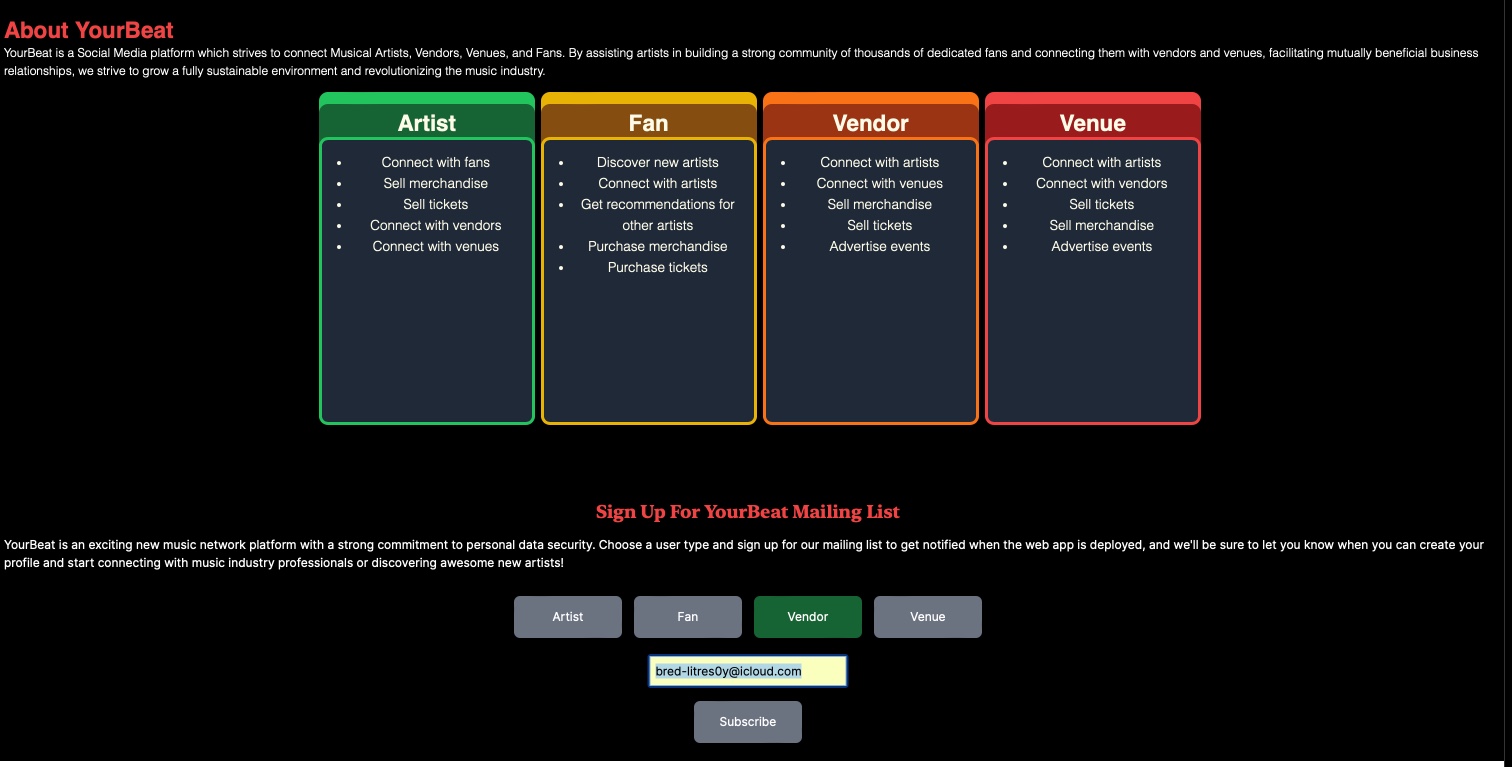 About YourBeat
YourBeat is a Social Media platform which strives to connect Musical Artists, Vendors, Venues, and Fans. By assisting artists in building a strong community of thousands of dedicated fans and connecting them with vendors and venues, facilitating mutually beneficial business
relationships, we strive to grow a fully sustainable environment and revolutionizing the music industry.
Artist
• Connect with fans
• Sell merchandise
• Sell tickets
• Connect with vendors
• Connect with venues
Fan
• Discover new artists
• Connect with artists
• Get recommendations for
other artists
• Purchase merchandise
• Purchase tickets
Vendor
• Connect with artists
• Connect with venues
• Sell merchandise
• Sell tickets
• Advertise events
Venue
• Connect with artists
• Connect with vendors
• Sell tickets
• Sell merchandise
• Advertise events
Sign Up For YourBeat Mailing List
YourBeat is an exciting new music network platform with a strong commitment to personal data security. Choose a user type and sign up for our mailing list to get notified when the web app is deployed, and we'll be sure to let you know when you can create your
profile and start connecting with music industry professionals or discovering awesome new artists!
Artist Fan Vendor Venue
bred-litres0y@icloud.com
Subscribe